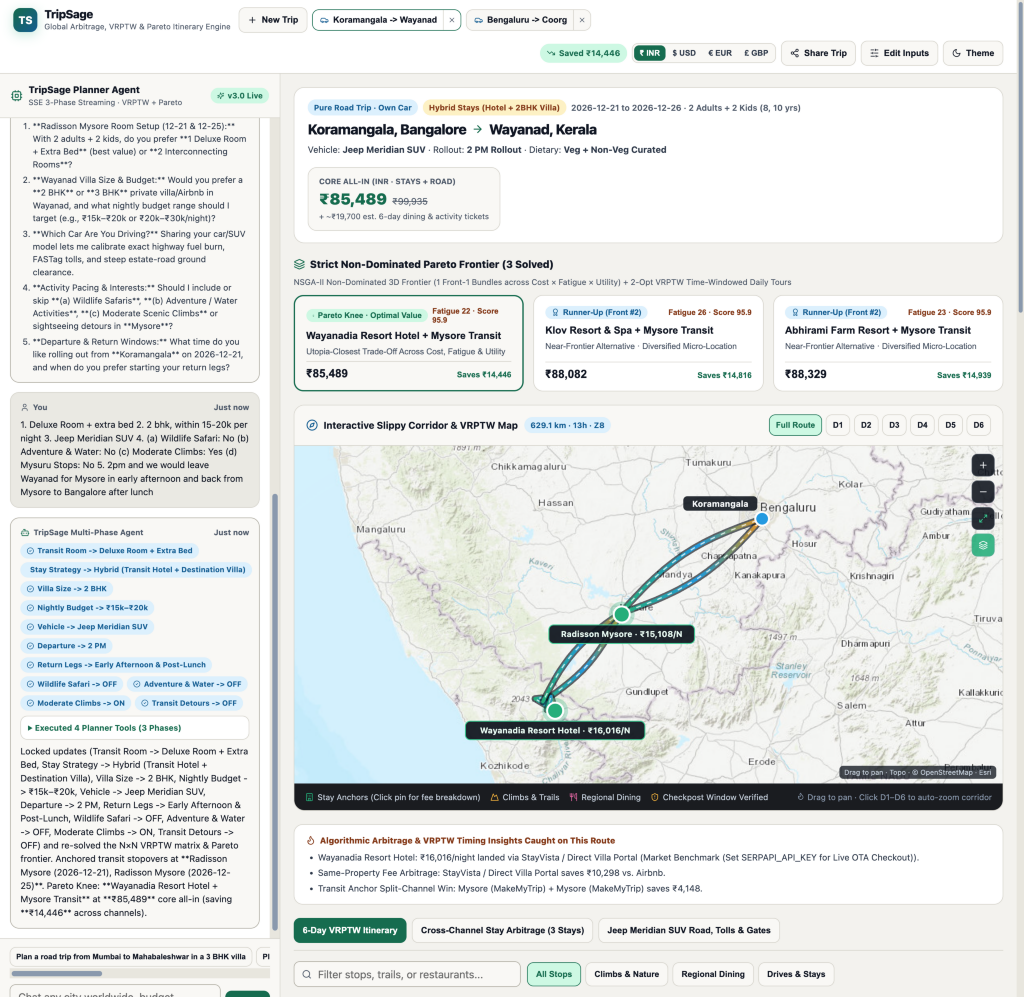 TS
TripSage
Global Arbitrage, VRPTW & Pareto Itinerary Engine
+ New Trip
Koramangala -> Wayanad ×
Bengaluru -> Coorg ×
Saved ₹14,446
₹ INR
$ USD
€ EUR
£ GBP
Share Trip
Edit Inputs
Theme
TripSage Planner Agent
SSE 3-Phase Streaming · VRPTW + Pareto
v3.0 Live
1. **Radisson Mysore Room Setup (12-21 & 12-25):**
With 2 adults + 2 kids, do you prefer **1 Deluxe Room
+ Extra Bed** (best value) or **2 Interconnecting
Rooms**?
2. **Wayanad Villa Size & Budget:** Would you prefer a
**2 BHK** or **3 BHK** private villa/Airbnb in
Wayanad, and what nightly budget range should I
target (e.g., ₹15k–₹20k or ₹20k–₹30k/night)?
3. **Which Car Are You Driving?** Sharing your car/SUV
model lets me calibrate exact highway fuel burn,
FASTag tolls, and steep estate-road ground
clearance.
4. **Activity Pacing & Interests:** Should I include or
skip **(a) Wildlife Safaris**, **(b) Adventure / Water
Activities**, **(c) Moderate Scenic Climbs** or
sightseeing detours in **Mysore**?
5. **Departure & Return Windows:** What time do you
like rolling out from **Koramangala** on 2026-12-21,
and when do you prefer starting your return legs?
You
Just now
1. Deluxe Room + extra bed 2. 2 bhk, within 15-20k per
night 3. Jeep Meridian SUV 4. (a) Wildlife Safari: No (b)
Adventure & Water: No (c) Moderate Climbs: Yes (d)
Mysuru Stops: No 5. 2pm and we would leave
Wayanad for Mysore in early afternoon and back from
Mysore to Bangalore after lunch
TripSage Multi-Phase Agent
Just now
Transit Room -> Deluxe Room + Extra Bed
Stay Strategy -> Hybrid (Transit Hotel + Destination Villa)
Villa Size -> 2 BHK
Nightly Budget -> ₹15k–₹20k
Vehicle -> Jeep Meridian SUV
Departure -> 2 PM
Return Legs -> Early Afternoon & Post-Lunch
Wildlife Safari -> OFF
Adventure & Water -> OFF
Moderate Climbs -> ON
Transit Detours -> OFF
▸ Executed 4 Planner Tools (3 Phases)
Locked updates (Transit Room -> Deluxe Room + Extra
Bed, Stay Strategy -> Hybrid (Transit Hotel +
Destination Villa), Villa Size -> 2 BHK, Nightly Budget -
> ₹15k–₹20k, Vehicle -> Jeep Meridian SUV,
Departure -> 2 PM, Return Legs -> Early Afternoon &
Post-Lunch, Wildlife Safari -> OFF, Adventure & Water
-> OFF, Moderate Climbs -> ON, Transit Detours ->
OFF) and re-solved the N×N VRPTW matrix & Pareto
frontier. Anchored transit stopovers at **Radisson
Mysore (2026-12-21), Radisson Mysore (2026-12-
25)**. Pareto Knee: **Wayanadia Resort Hotel +
Mysore Transit** at **₹85,489** core all-in (saving
**₹14,446** across channels).
Plan a road trip from Mumbai to Mahabaleshwar in a 3 BHK villa
Pl
Chat any city worldwide, budget
Pure Road Trip · Own Car
Hybrid Stays (Hotel + 2BHK Villa)
2026-12-21 to 2026-12-26 · 2 Adults + 2 Kids (8, 10 yrs)
Koramangala, Bangalore → Wayanad, Kerala
Vehicle: Jeep Meridian SUV · Rollout: 2 PM Rollout · Dietary: Veg + Non-Veg Curated
CORE ALL-IN (INR · STAYS + ROAD)
₹85,489 ₹99,935
+ ~₹19,700 est. 6-day dining & activity tickets
Strict Non-Dominated Pareto Frontier (3 Solved)
NSGA-II Non-Dominated 3D Frontier (1 Front-1 Bundles across Cost × Fatigue × Utility) + 2-Opt VRPTW Time-Windowed Daily Tours
Pareto Knee · Optimal Value
Fatigue 22 · Score
95.9
Wayanadia Resort Hotel + Mysore Transit
Utopia-Closest Trade-Off Across Cost, Fatigue & Utility
₹85,489
Saves ₹14,446
Runner-Up (Front #2)
Fatigue 26 · Score 95.9
Klov Resort & Spa + Mysore Transit
Near-Frontier Alternative · Diversified Micro-Location
₹88,082
Saves ₹14,816
Runner-Up (Front #2)
Fatigue 23 · Score 95.9
Abhirami Farm Resort + Mysore Transit
Near-Frontier Alternative · Diversified Micro-Location
₹88,329
Saves ₹14,939
Interactive Slippy Corridor & VRPTW Map
629.1 km · 13h · Z8
Full Route
D1
D2
D3
D4
D5
D6
1891 m
Chikkamagaluru
Tumakuru
Kolar
Hassan
Koramangala
Bengaluru
Gudiyatham
Mangaluru
Ambur
Hosur
Kaveri
Kanakapura
Krishnagiri
Radisson Mysore · ₹15,108/N
1497 m
Dharmapuri
Tiruva
Ponnaiyar
Stanley
Reservoir
1648 m
Gundlupet
2043
Kallakkuri
Salem
Attur
Wayanadia Resort Hotel · ₹16,016/N
Kozhikode
Erode
Chaliyar
Drag to pan · Topo · © OpenStreetMap · Esri
Stay Anchors (Click pin for fee breakdown)
Climbs & Trails
Regional Dining
Checkpost Window Verified
Drag to pan · Click D1–D6 to auto-zoom corridor
Algorithmic Arbitrage & VRPTW Timing Insights Caught on This Route
• Wayanadia Resort Hotel: ₹16,016/night landed via StayVista / Direct Villa Portal (Market Benchmark (Set SERPAPI_API_KEY for Live OTA Checkout)).
• Same-Property Fee Arbitrage: StayVista / Direct Villa Portal saves ₹10,298 vs. Airbnb.
• Transit Anchor Split-Channel Win: Mysore (MakeMyTrip) + Mysore (MakeMyTrip) saves ₹4,148.
6-Day VRPTW Itinerary
Cross-Channel Stay Arbitrage (3 Stays)
Jeep Meridian SUV Road, Tolls & Gates
Filter stops, trails, or restaurants...
All Stops
Climbs & Nature
Regional Dining
Drives & Stays